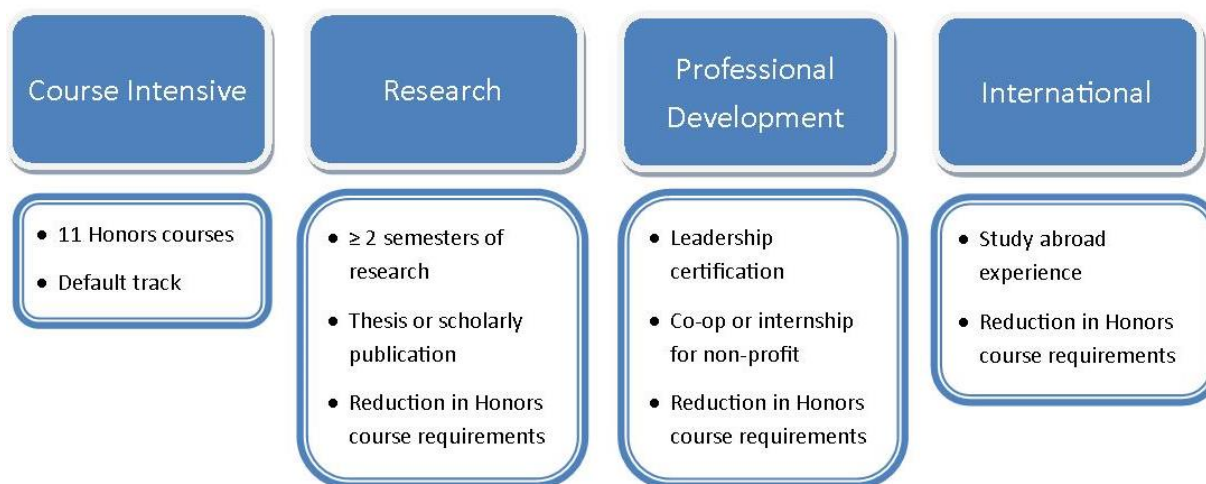 Course Intensive
• 11 Honors courses
• Default track
Research
• ≥ 2 semesters of
research
• Thesis or scholarly
publication
• Reduction in Honors
course requirements
Professional
Development
• Leadership
certification
• Co-op or internship
for non-profit
• Reduction in Honors
course requirements
International
• Study abroad
experience
• Reduction in Honors
course requirements